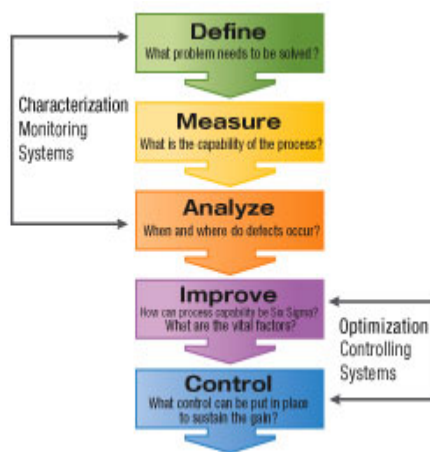 Define
What problem needs to be solved?
Characterization
Monitoring
Systems
Measure
What is the capability of the process?
Analyze
When and where do defects occur?
Improve
How can process capability be Six Sigma?
What are the vital factors?
Optimization
Controlling
Systems
Control
What control can be put in place
to sustain the gain?